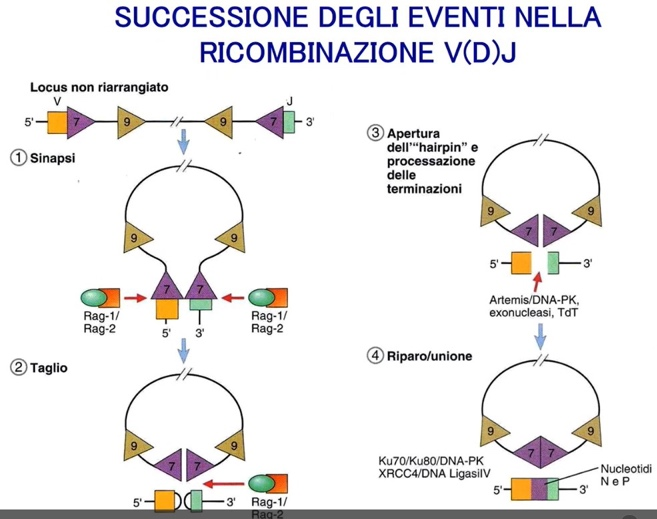 SUCCESSIONE DEGLI EVENTI NELLA
RICOMBINAZIONE V(D)J
Locus non riarrangiato
V
J
5'
7
9
9
7
3'
① Sinapsi
9
9
7
7
Rag-1/
Rag-2
Rag-1/
Rag-2
5'
3'
② Taglio
9
9
7
7
5'
3'
Rag-1/
Rag-2
③ Apertura
dell'"hairpin" e
processazione
delle
terminazioni
9
9
7
7
5'
3'
Artemis/DNA-PK,
exonucleasi, TdT
④ Riparo/unione
9
9
7
7
Ku70/Ku80/DNA-PK
XRCC4/DNA LigasiIV
Nucleotidi
N e P
5'
3'